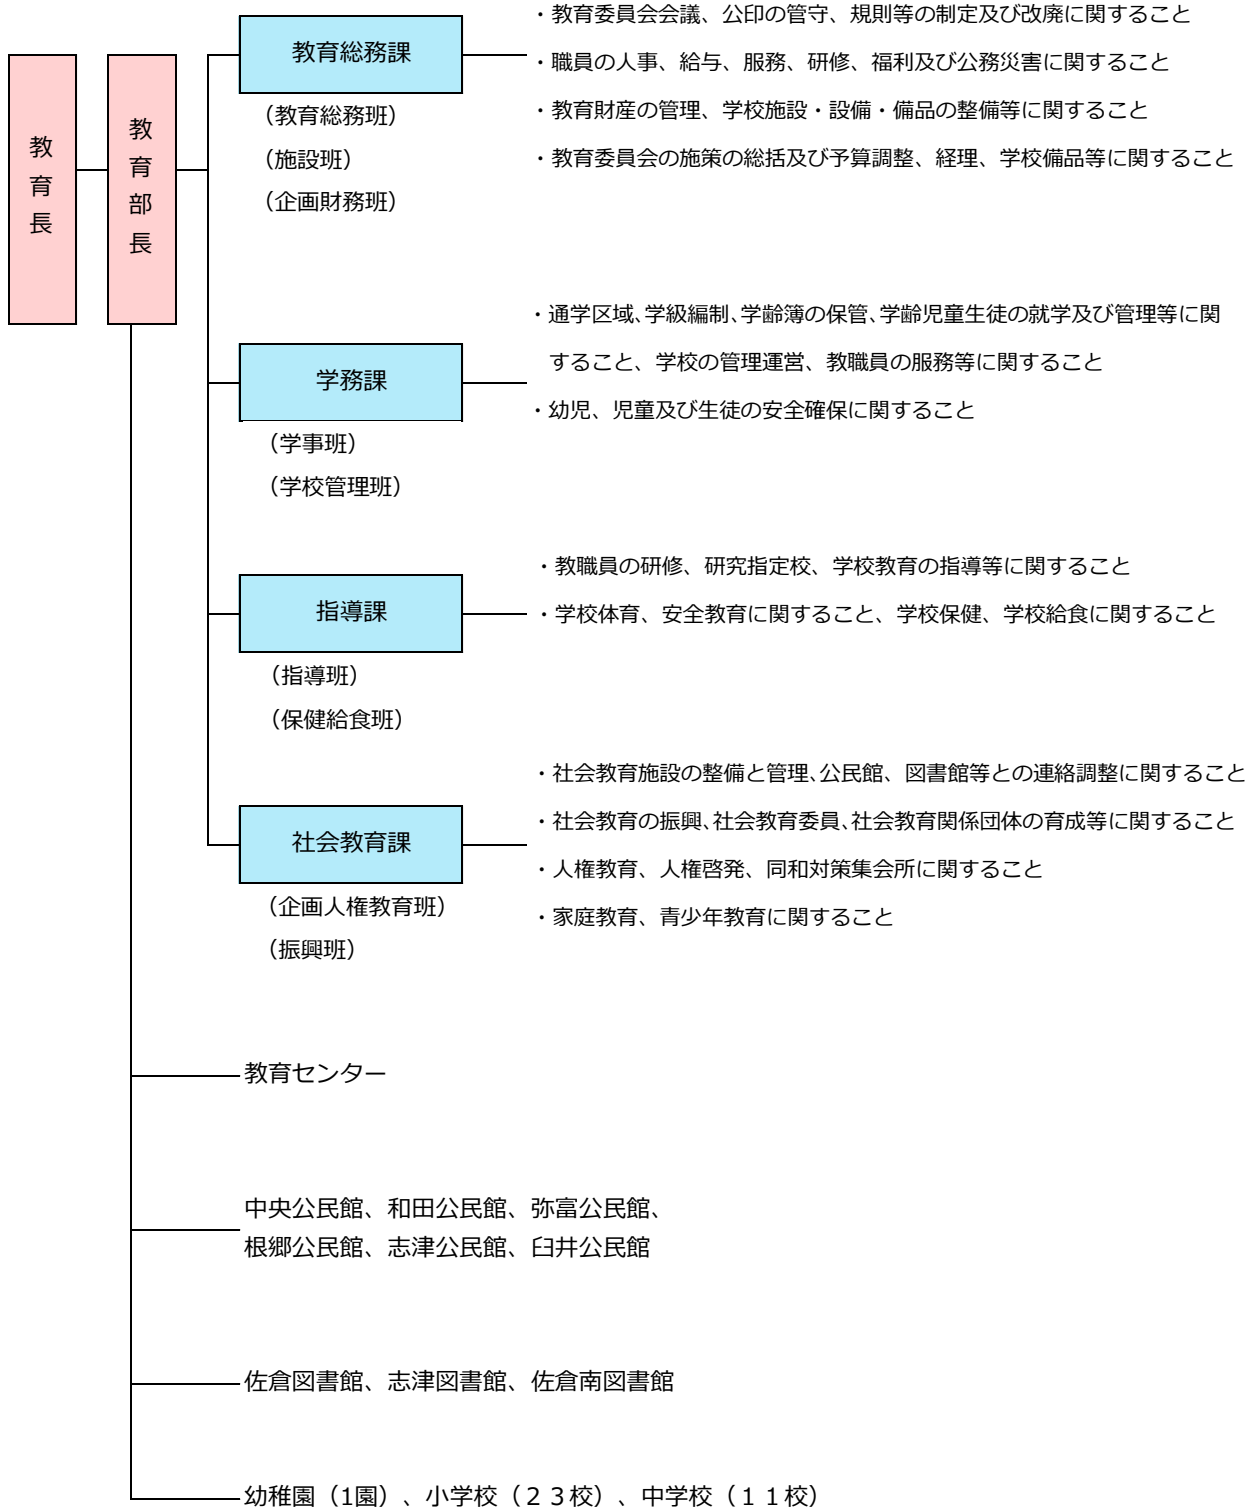 教育長
教育部長
教育総務課
（教育総務班）
（施設班）
（企画財務班）
・教育委員会会議、公印の管守、規則等の制定及び改廃に関すること
・職員の人事、給与、服務、研修、福利及び公務災害に関すること
・教育財産の管理、学校施設・設備・備品の整備等に関すること
・教育委員会の施策の総括及び予算調整、経理、学校備品等に関すること
学務課
（学事班）
（学校管理班）
・通学区域、学級編制、学齢簿の保管、学齢児童生徒の就学及び管理等に関
すること、学校の管理運営、教職員の服務等に関すること
・幼児、児童及び生徒の安全確保に関すること
指導課
（指導班）
（保健給食班）
・教職員の研修、研究指定校、学校教育の指導等に関すること
・学校体育、安全教育に関すること、学校保健、学校給食に関すること
社会教育課
（企画人権教育班）
（振興班）
・社会教育施設の整備と管理、公民館、図書館等との連絡調整に関すること
・社会教育の振興、社会教育委員、社会教育関係団体の育成等に関すること
・人権教育、人権啓発、同和対策集会所に関すること
・家庭教育、青少年教育に関すること
教育センター
中央公民館、和田公民館、弥富公民館、
根郷公民館、志津公民館、臼井公民館
佐倉図書館、志津図書館、佐倉南図書館
幼稚園（1園）、小学校（２３校）、中学校（１１校）